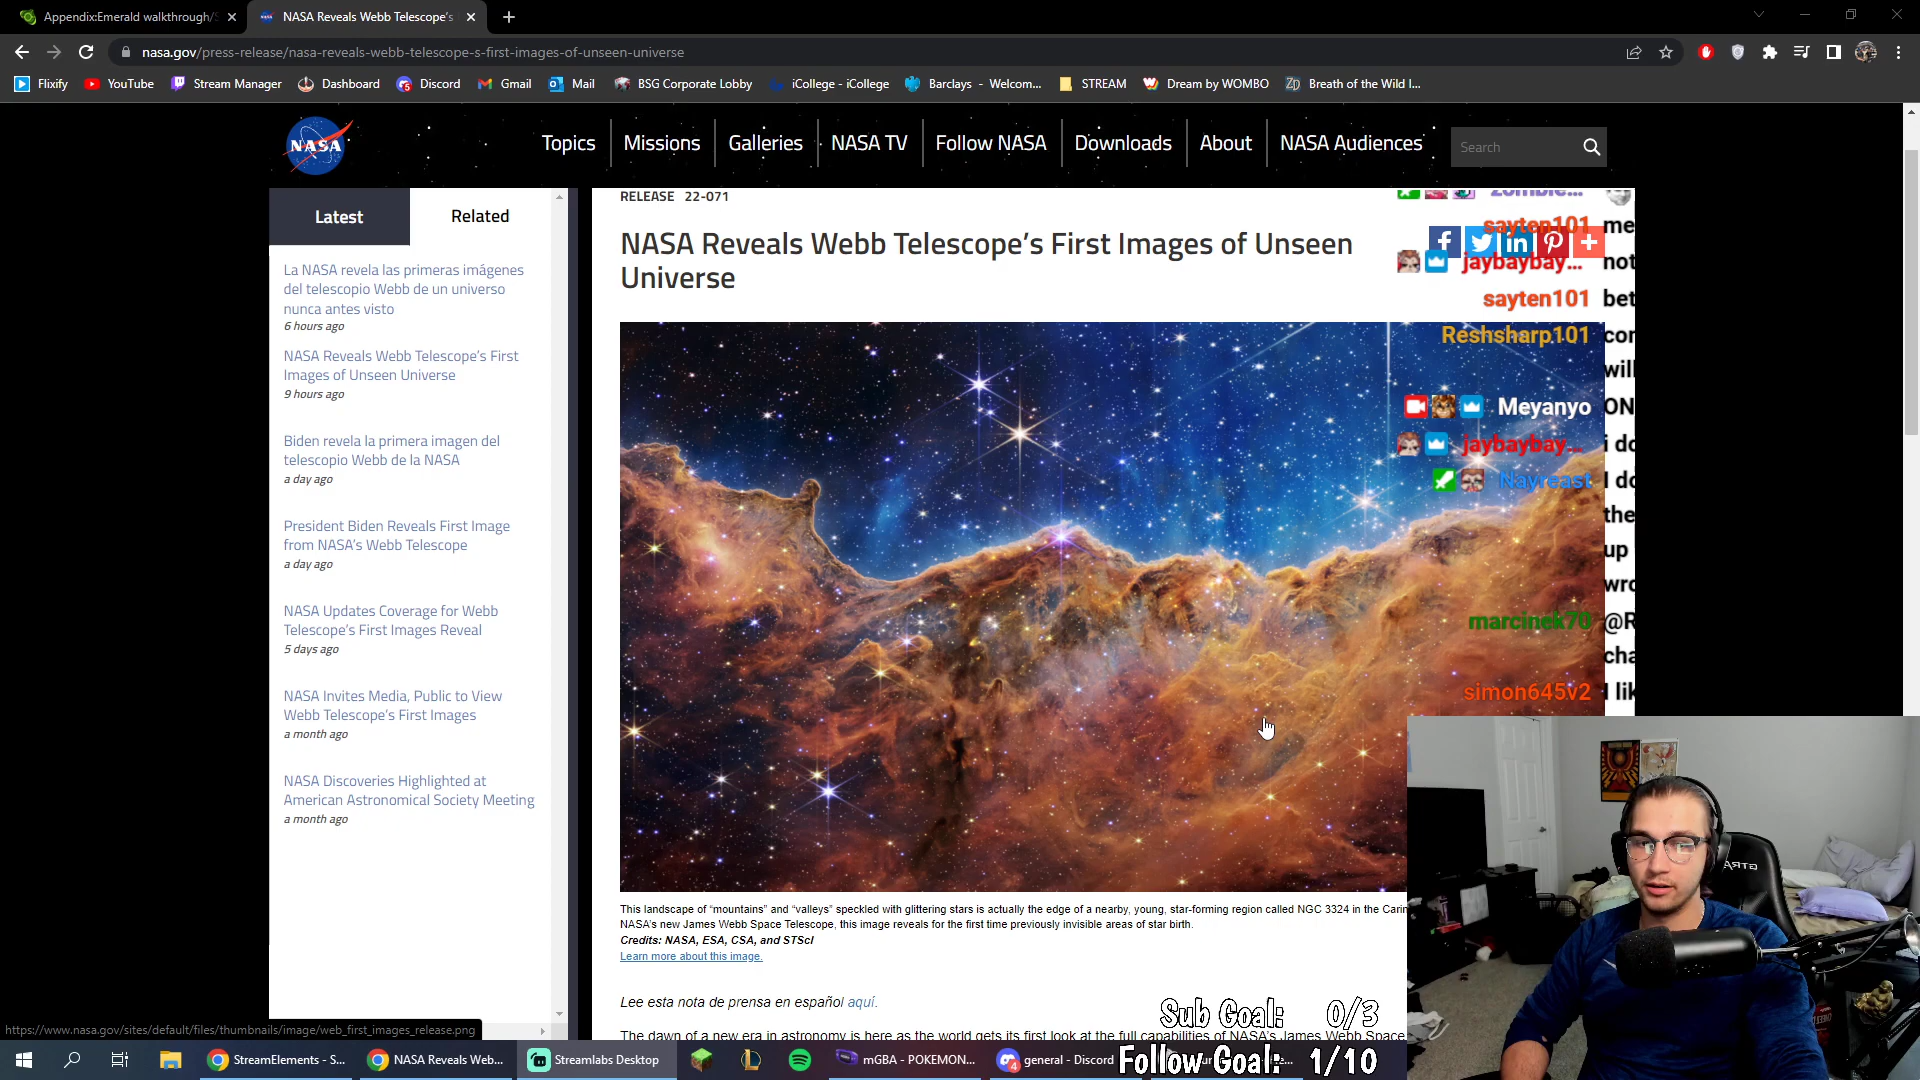 Appendix:Emerald walkthrough/S
NASA Reveals Webb Telescope's
nasa.gov/press-release/nasa-reveals-webb-telescope-s-first-images-of-unseen-universe
Flixify YouTube Stream Manager Dashboard Discord Gmail Mail BSG Corporate Lobby iCollege - iCollege Barclays - Welcom... STREAM Dream by WOMBO Breath of the Wild I...
NASA Topics Missions Galleries NASA TV Follow NASA Downloads About NASA Audiences Search
Latest Related
La NASA revela las primeras imágenes
del telescopio Webb de un universo
nunca antes visto
6 hours ago
NASA Reveals Webb Telescope's First
Images of Unseen Universe
9 hours ago
Biden revela la primera imagen del
telescopio Webb de la NASA
a day ago
President Biden Reveals First Image
from NASA's Webb Telescope
a day ago
NASA Updates Coverage for Webb
Telescope's First Images Reveal
5 days ago
NASA Invites Media, Public to View
Webb Telescope's First Images
a month ago
NASA Discoveries Highlighted at
American Astronomical Society Meeting
a month ago
RELEASE 22-071
NASA Reveals Webb Telescope's First Images of Unseen
Universe
zombie...
sayten101 me
jaybaybay... not
sayten101 bet
Reshsharp101 cor
will
Meyanyo ON
jaybaybay... i do
Nayreast I do
the
up
wro
marcinek70 @R
cha
simon645v2 I lik
This landscape of "mountains" and "valleys" speckled with glittering stars is actually the edge of a nearby, young, star-forming region called NGC 3324 in the Carin
NASA's new James Webb Space Telescope, this image reveals for the first time previously invisible areas of star birth.
Credits: NASA, ESA, CSA, and STScI
Learn more about this image.
Lee esta nota de prensa en español aquí.
The dawn of a new era in astronomy is here as the world gets its first look at the full capabilities of NASA's James Webb Space
Sub Goal: 0/3
Follow Goal: 1/10
https://www.nasa.gov/sites/default/files/thumbnails/image/web_first_images_release.png
StreamElements - S... NASA Reveals Web... Streamlabs Desktop mGBA - POKEMON... general - Discord